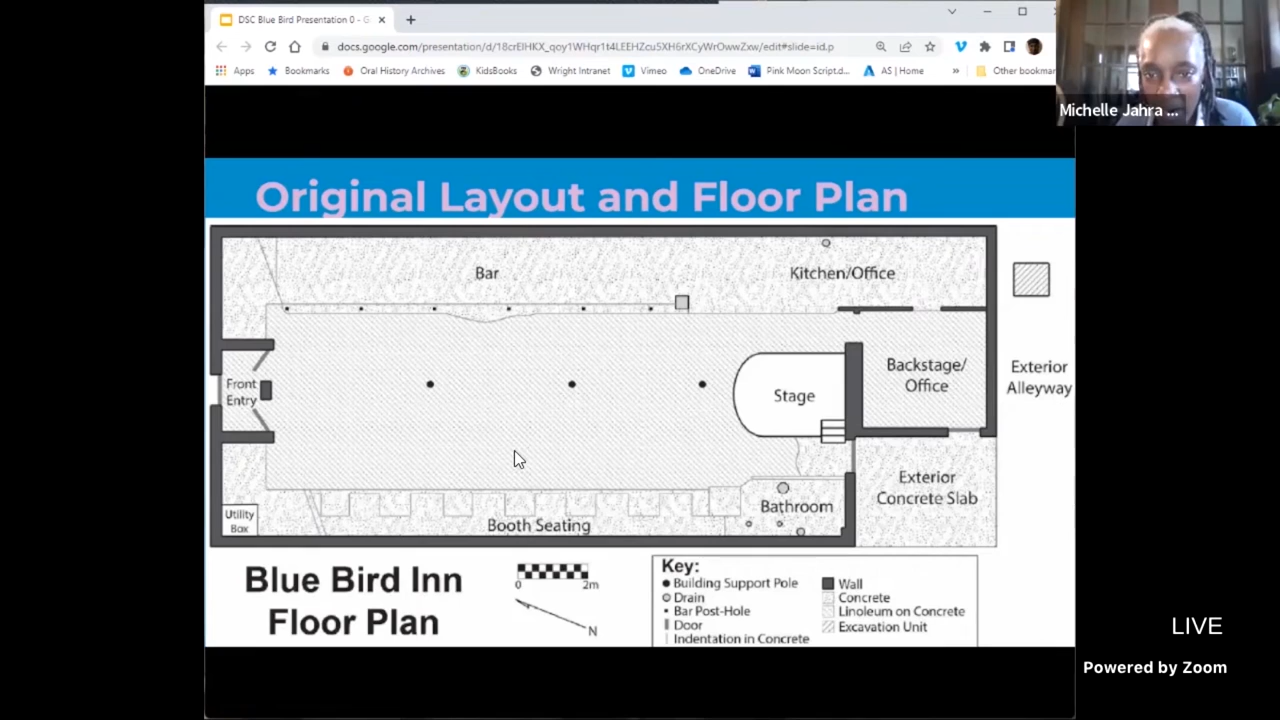 DSC Blue Bird Presentation 0 - G
docs.google.com/presentation/d/18crEIHKX_qoy1WHqr1t4LEEHZcu5XH6rXCyWrOwwZxw/edit#slide=id.p
Apps Bookmarks Oral History Archives KidsBooks Wright Intranet Vimeo OneDrive Pink Moon Script.d... AS | Home » Other bookmar
Michelle Jahra ...
Original Layout and Floor Plan
Bar
Kitchen/Office
Front
Entry
Stage
Backstage/
Office
Exterior
Alleyway
Exterior
Concrete Slab
Utility
Box
Booth Seating
Bathroom
Blue Bird Inn
Floor Plan
0 2m
N
Key:
Building Support Pole
Drain
Bar Post-Hole
Door
Indentation in Concrete
Wall
Concrete
Linoleum on Concrete
Excavation Unit
LIVE
Powered by Zoom